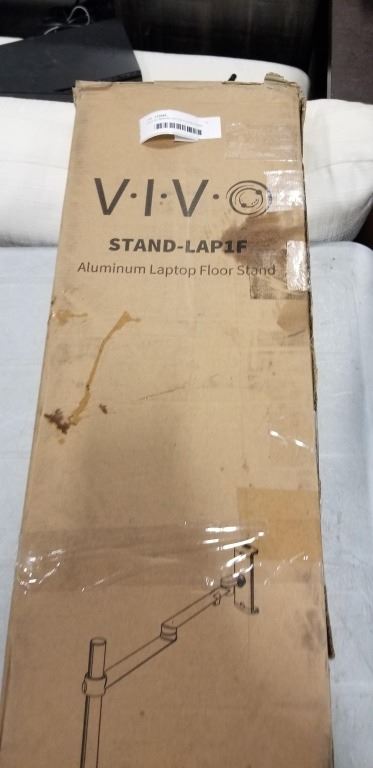 V·I·V·O
STAND-LAP1F
Aluminum Laptop Floor Stand